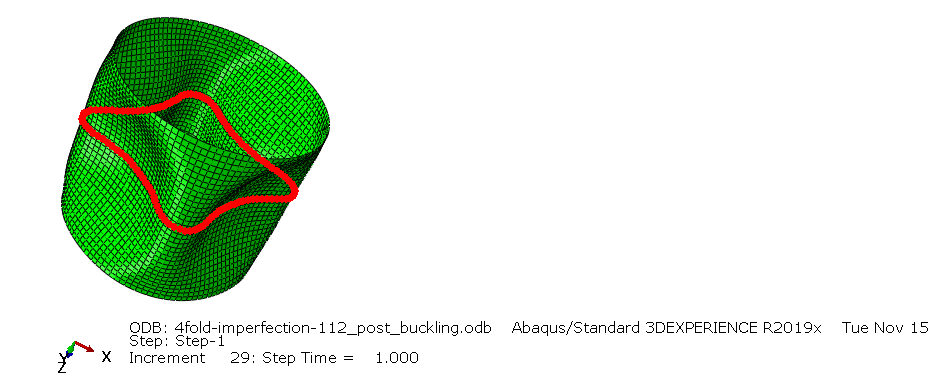 ODB: 4fold-imperfection-112_post_buckling.odb Abaqus/Standard 3DEXPERIENCE R2019x Tue Nov 15
Step: Step-1
Increment 29: Step Time = 1.000
Y
X
Z